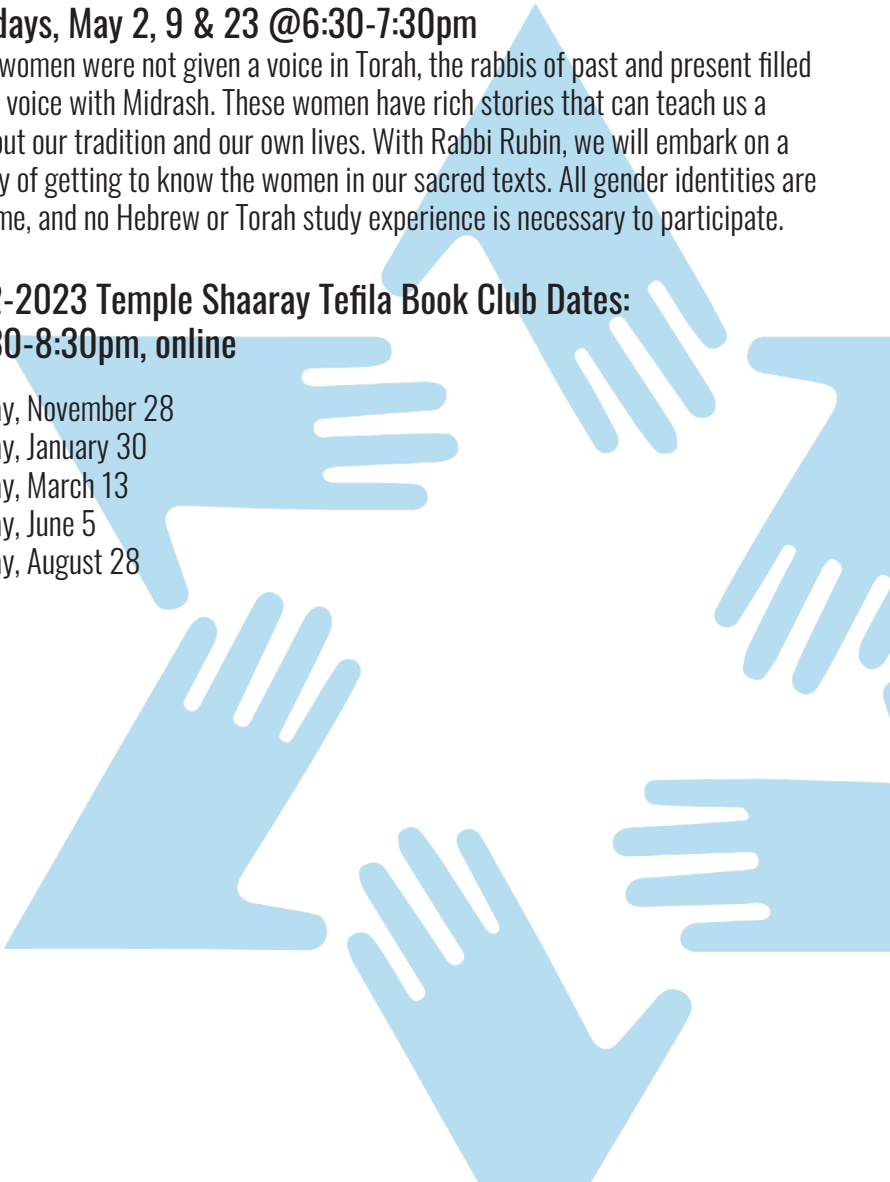 days, May 2, 9 & 23 @6:30-7:30pm
women were not given a voice in Torah, the rabbis of past and present filled
voice with Midrash. These women have rich stories that can teach us a
out our tradition and our own lives. With Rabbi Rubin, we will embark on a
y of getting to know the women in our sacred texts. All gender identities are
me, and no Hebrew or Torah study experience is necessary to participate.
-2023 Temple Shaaray Tefila Book Club Dates:
30-8:30pm, online
ay, November 28
ay, January 30
ay, March 13
ay, June 5
ay, August 28